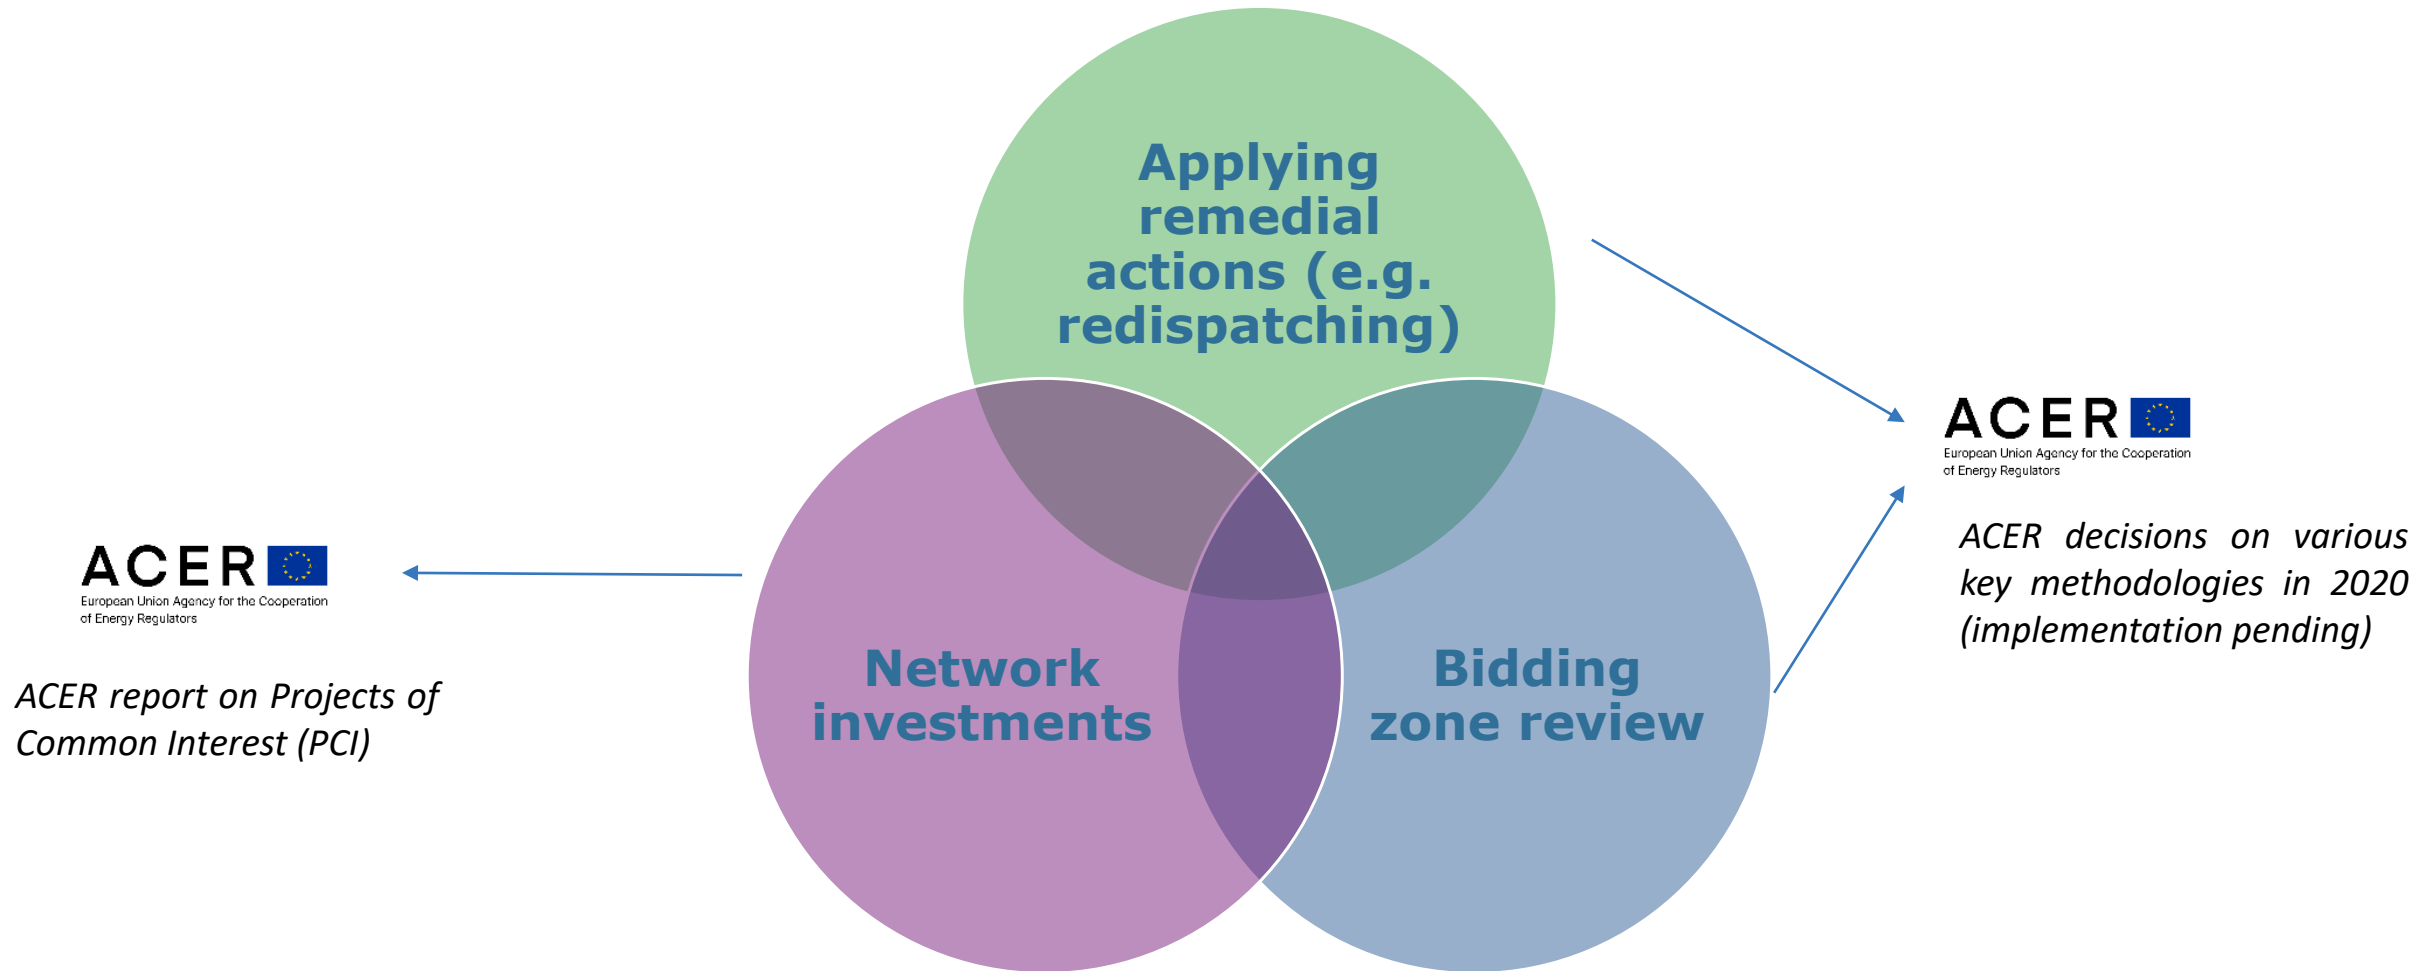 Applying
remedial
actions (e.g.
redispatching)
Network
investments
Bidding
zone review
ACER
European Union Agency for the Cooperation
of Energy Regulators
ACER report on Projects of
Common Interest (PCI)
ACER
European Union Agency for the Cooperation
of Energy Regulators
ACER decisions on various
key methodologies in 2020
(implementation pending)